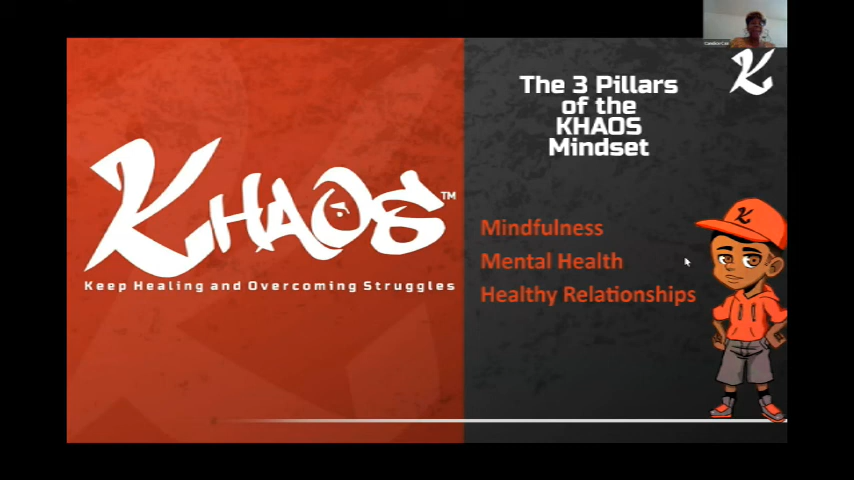 The 3 Pillars
of the
KHAOS
Mindset
KHAOS™
Keep Healing and Overcoming Struggles
Mindfulness
Mental Health
Healthy Relationships
K
K